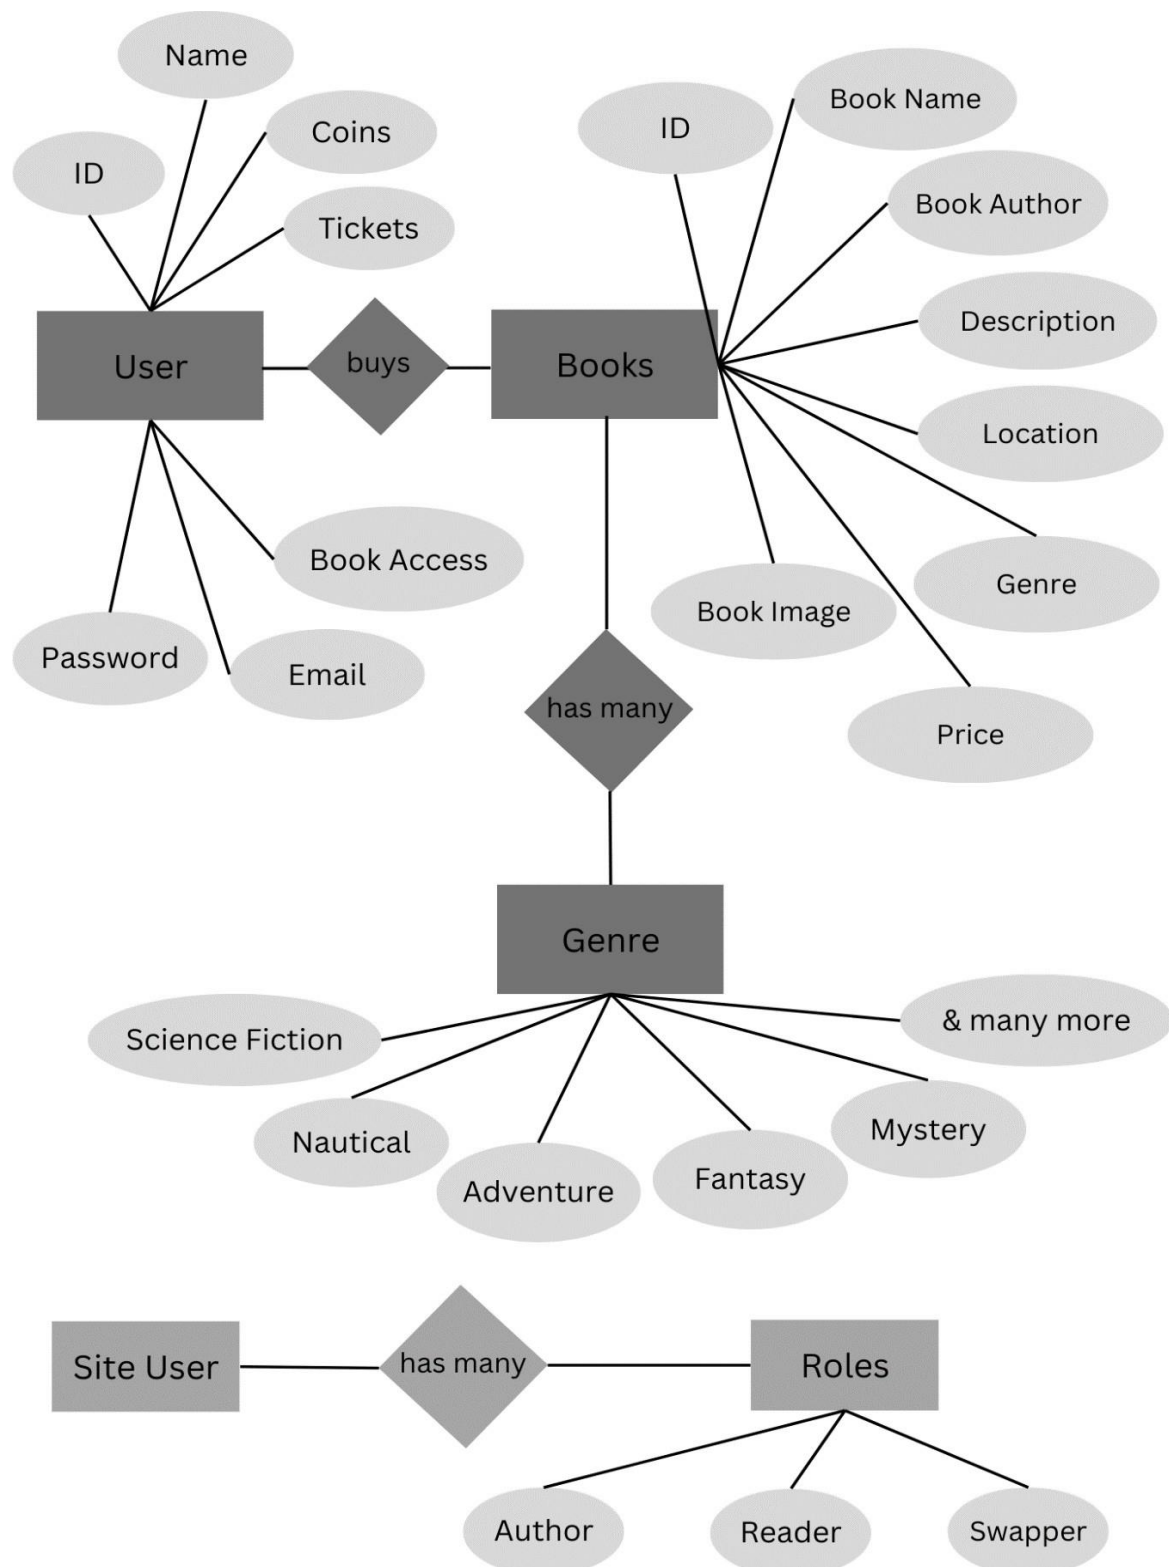 Name
Coins
ID
Tickets
User
buys
Book Access
Password
Email
ID
Book Name
Book Author
Description
Books
Location
Genre
Book Image
Price
has many
Genre
Science Fiction
Nautical
Adventure
Fantasy
Mystery
& many more
Site User
has many
Roles
Author
Reader
Swapper